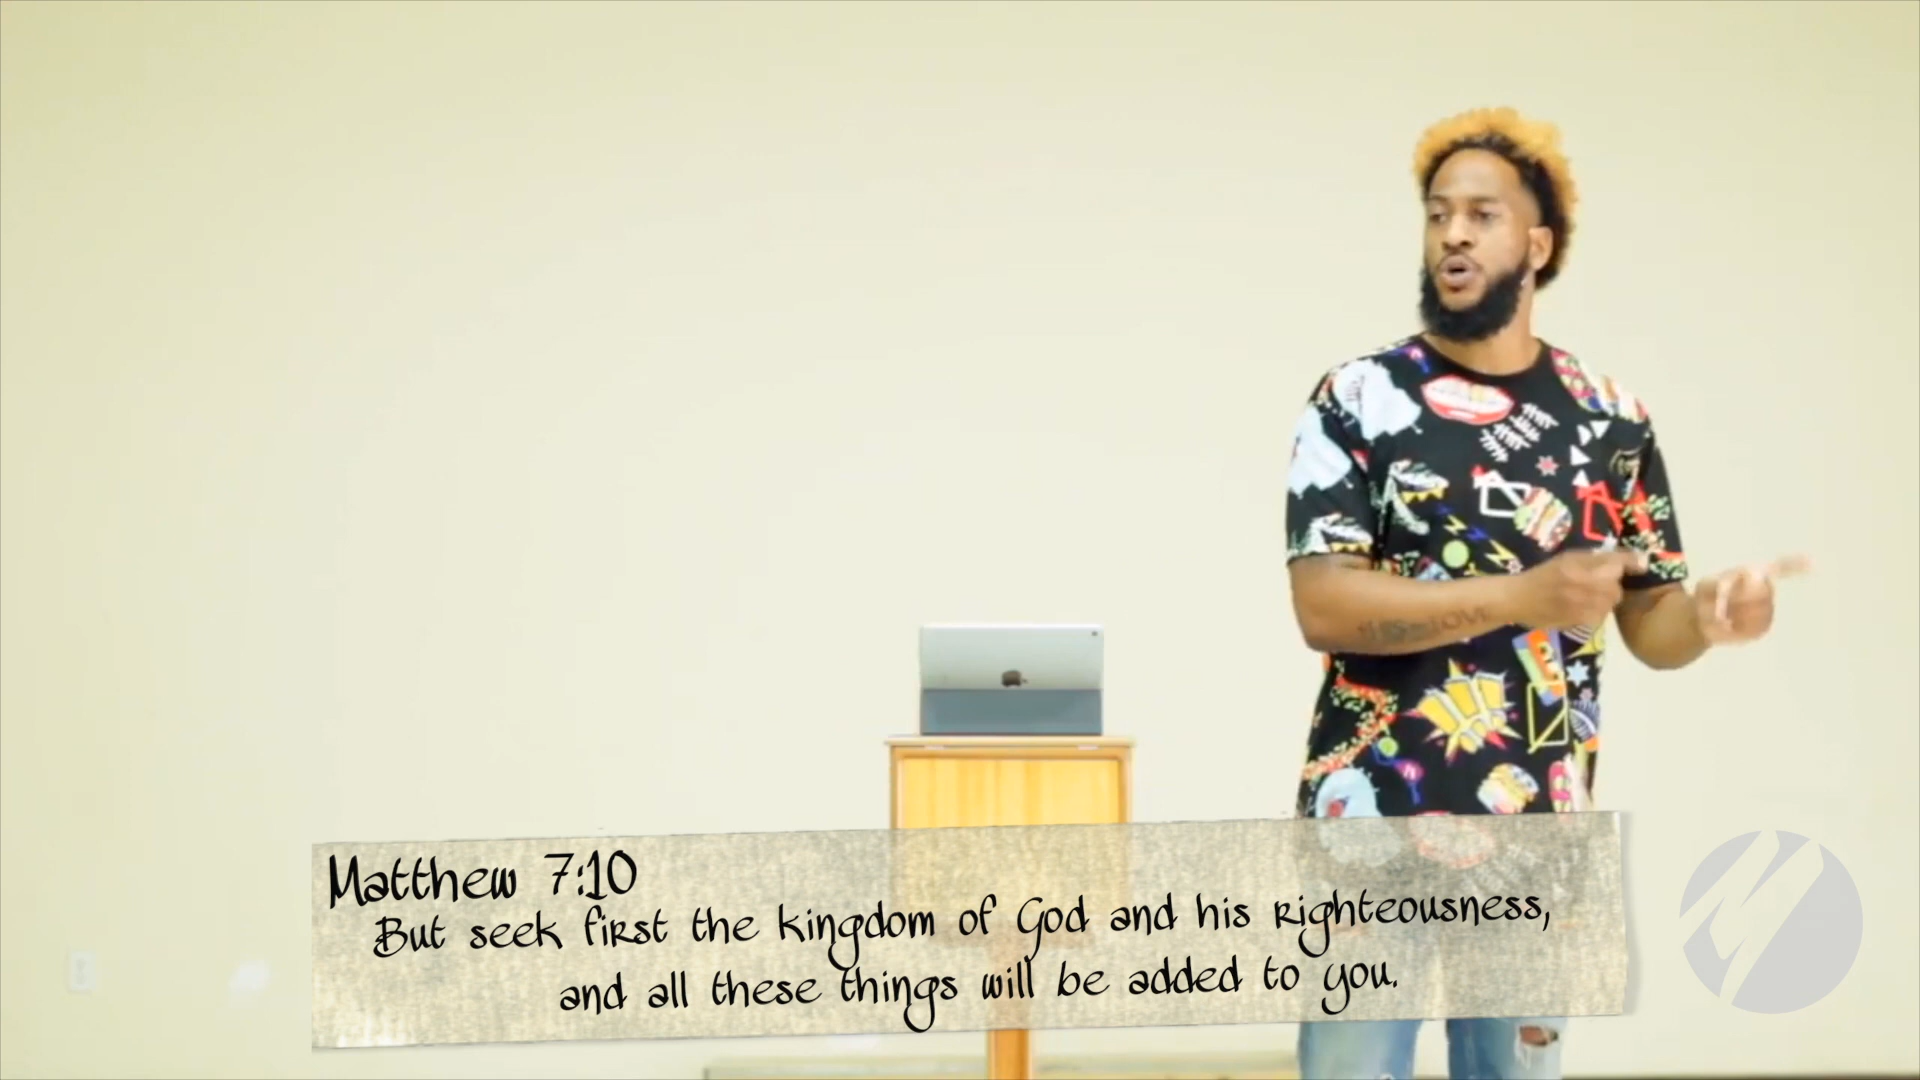 Matthew 7:10
But seek first the kingdom of God and his righteousness,
and all these things will be added to you.